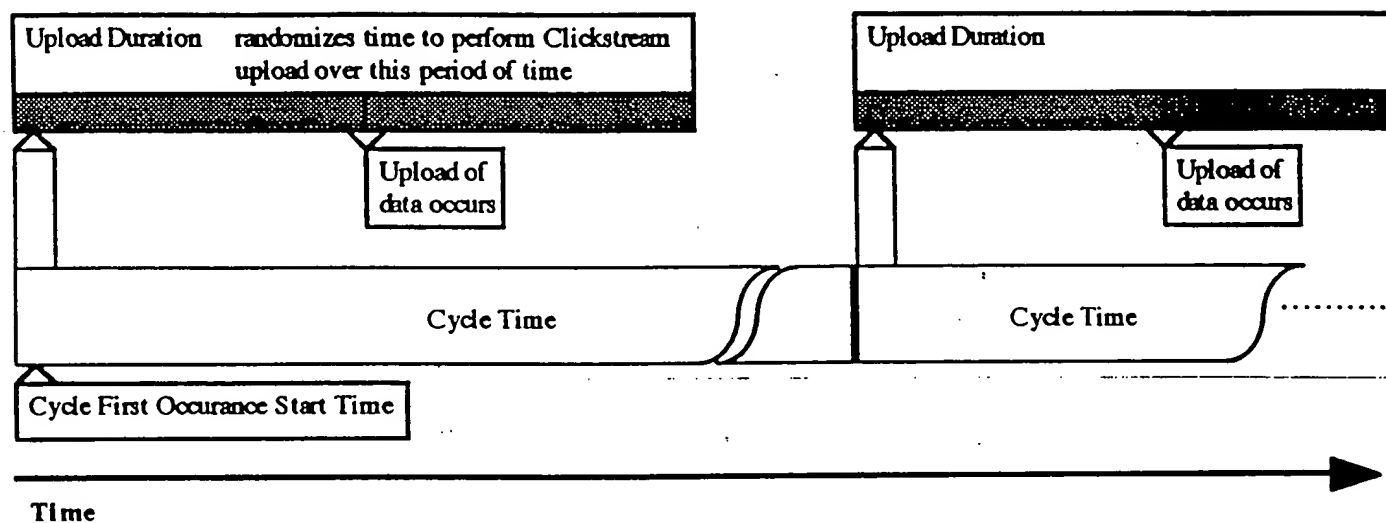 Upload Duration randomizes time to perform Clickstream
upload over this period of time
Upload Duration
Upload of
data occurs
Upload of
data occurs
Cycle Time
Cycle Time
Cycle First Occurance Start Time
Time